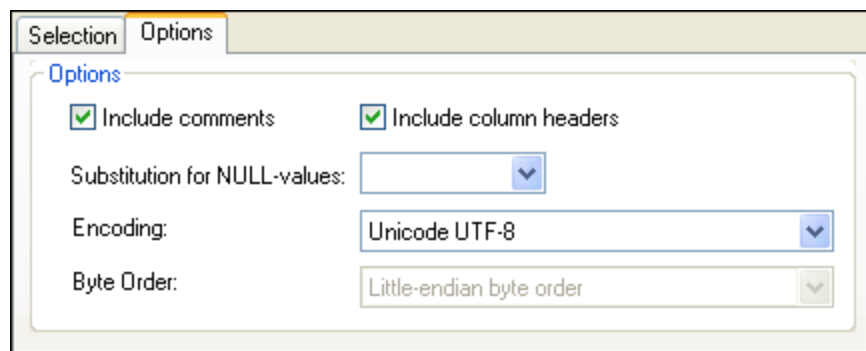 Selection Options
Options
Include comments Include column headers
Substitution for NULL-values:
Encoding: Unicode UTF-8
Byte Order: Little-endian byte order